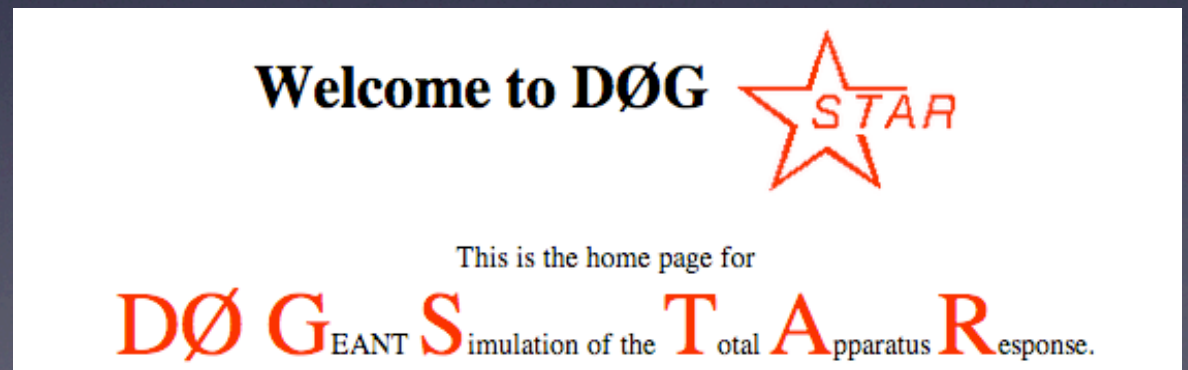 Welcome to DØG STAR
This is the home page for
DØ GEANT Simulation of the Total Apparatus Response.